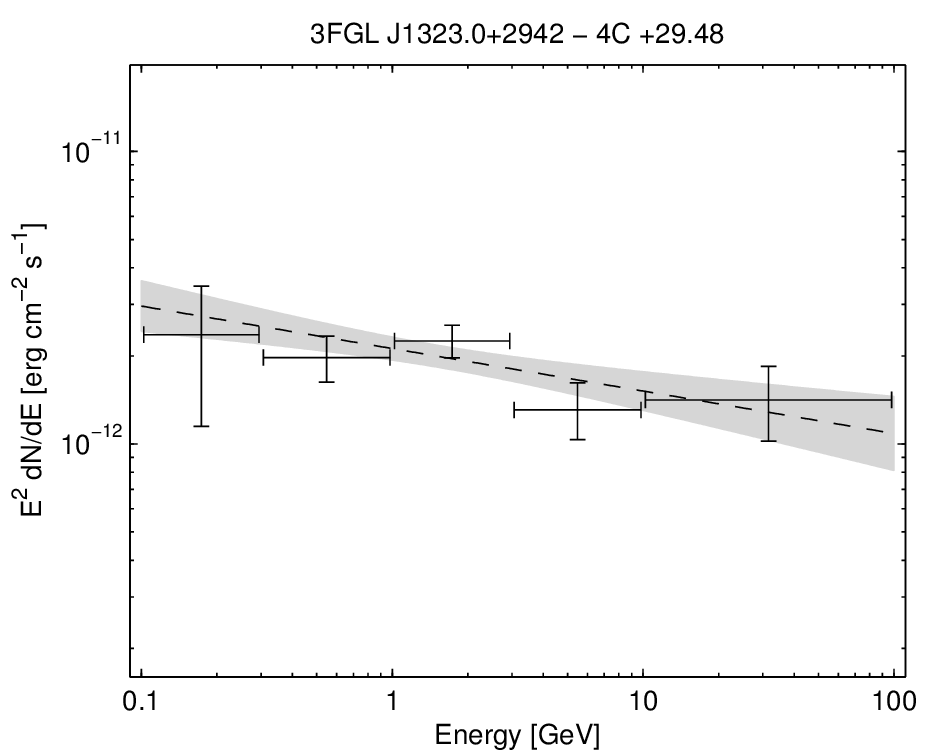 3FGL J1323.0+2942 − 4C +29.48
10⁻¹¹
10⁻¹²
E² dN/dE [erg cm⁻² s⁻¹]
0.1 1 10 100
Energy [GeV]